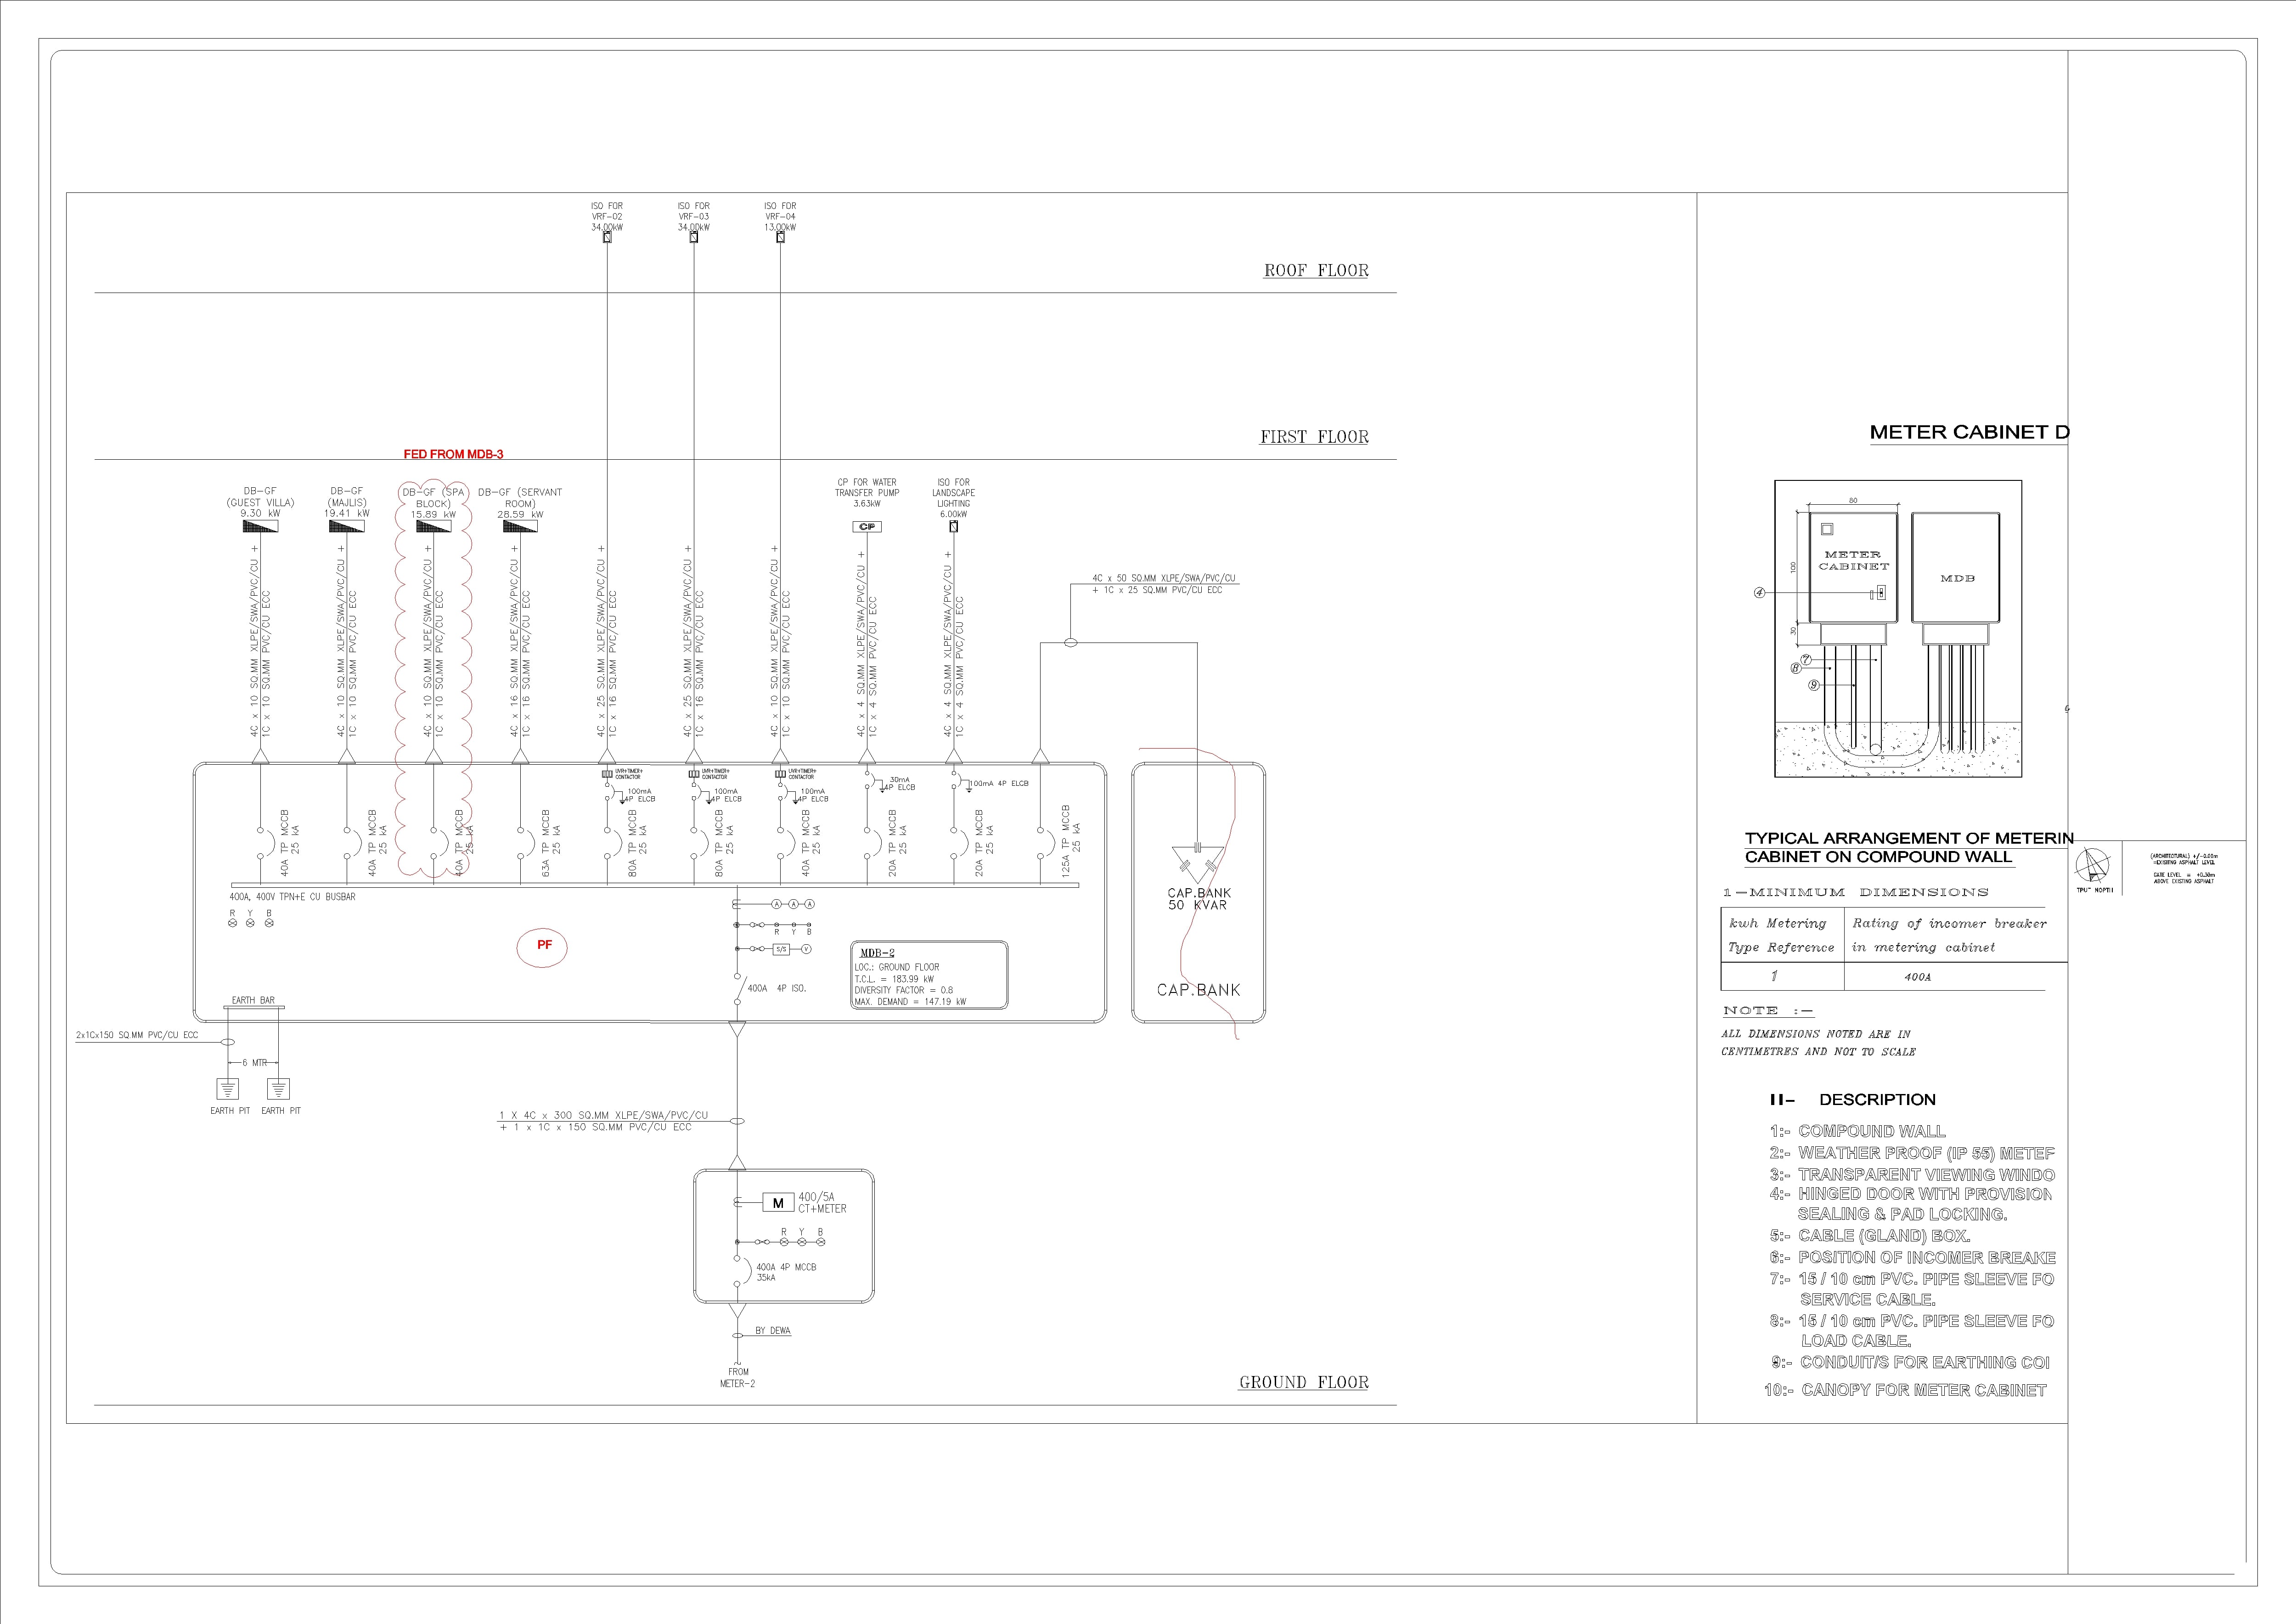 ISO FOR
VRF-02
34.00kW
ISO FOR
VRF-03
34.00kW
ISO FOR
VRF-04
13.00kW
ROOF FLOOR
FIRST FLOOR
FED FROM MDB-3
DB-GF
(GUEST VILLA)
9.30 kW
DB-GF
(MAJLIS)
19.41 kW
DB-GF (SPA
BLOCK)
15.89 kW
DB-GF (SERVANT
ROOM)
28.59 kW
CP FOR WATER
TRANSFER PUMP
3.63kW
CP
ISO FOR
LANDSCAPE
LIGHTING
6.00kW
4C x 10 SQ.MM XLPE/SWA/PVC/CU +
1C x 10 SQ.MM PVC/CU ECC
4C x 10 SQ.MM XLPE/SWA/PVC/CU +
1C x 10 SQ.MM PVC/CU ECC
4C x 10 SQ.MM XLPE/SWA/PVC/CU +
1C x 10 SQ.MM PVC/CU ECC
4C x 16 SQ.MM XLPE/SWA/PVC/CU +
1C x 16 SQ.MM PVC/CU ECC
4C x 25 SQ.MM XLPE/SWA/PVC/CU +
1C x 16 SQ.MM PVC/CU ECC
4C x 25 SQ.MM XLPE/SWA/PVC/CU +
1C x 16 SQ.MM PVC/CU ECC
4C x 10 SQ.MM XLPE/SWA/PVC/CU +
1C x 10 SQ.MM PVC/CU ECC
4C x 4 SQ.MM XLPE/SWA/PVC/CU +
1C x 4 SQ.MM PVC/CU ECC
4C x 4 SQ.MM XLPE/SWA/PVC/CU +
1C x 4 SQ.MM PVC/CU ECC
4C x 50 SQ.MM XLPE/SWA/PVC/CU
+ 1C x 25 SQ.MM PVC/CU ECC
UVR+TIMER+
CONTACTOR
UVR+TIMER+
CONTACTOR
UVR+TIMER+
CONTACTOR
100mA
4P ELCB
100mA
4P ELCB
100mA
4P ELCB
30mA
4P ELCB
100mA 4P ELCB
40A TP MCCB
25 kA
40A TP MCCB
25 kA
40A TP MCCB
25 kA
63A TP MCCB
25 kA
80A TP MCCB
25 kA
80A TP MCCB
25 kA
40A TP MCCB
25 kA
20A TP MCCB
25 kA
20A TP MCCB
25 kA
125A TP MCCB
25 kA
400A, 400V TPN+E CU BUSBAR
R Y B
PF
A A A
R Y B
S/S V
400A 4P ISO.
MDB-2
LOC.: GROUND FLOOR
T.C.L. = 183.99 kW
DIVERSITY FACTOR = 0.8
MAX. DEMAND = 147.19 kW
CAP.BANK
50 KVAR
CAP.BANK
EARTH BAR
2x1Cx150 SQ.MM PVC/CU ECC
6 MTR
EARTH PIT EARTH PIT
1 X 4C x 300 SQ.MM XLPE/SWA/PVC/CU
+ 1 x 1C x 150 SQ.MM PVC/CU ECC
M
400/5A
CT+METER
R Y B
400A 4P MCCB
35kA
BY DEWA
FROM
METER-2
GROUND FLOOR
METER CABINET D
80
100
30
METER
CABINET
MDB
4
7
8
9
G
TYPICAL ARRANGEMENT OF METERIN
CABINET ON COMPOUND WALL
1-MINIMUM DIMENSIONS
kwh Metering
Type Reference
Rating of incomer breaker
in metering cabinet
1
400A
NOTE :-
ALL DIMENSIONS NOTED ARE IN
CENTIMETRES AND NOT TO SCALE
II- DESCRIPTION
1:- COMPOUND WALL
2:- WEATHER PROOF (IP 55) METEF
3:- TRANSPARENT VIEWING WINDO
4:- HINGED DOOR WITH PROVISION
SEALING & PAD LOCKING.
5:- CABLE (GLAND) BOX.
6:- POSITION OF INCOMER BREAKE
7:- 15 / 10 cm PVC. PIPE SLEEVE FO
SERVICE CABLE.
8:- 15 / 10 cm PVC. PIPE SLEEVE FO
LOAD CABLE.
9:- CONDUIT/S FOR EARTHING COI
10:- CANOPY FOR METER CABINET
(ARCHITECTURAL) +/-0.00m
=EXISTING ASPHALT LEVEL
GATE LEVEL = +0.30m
ABOVE EXISTING ASPHALT